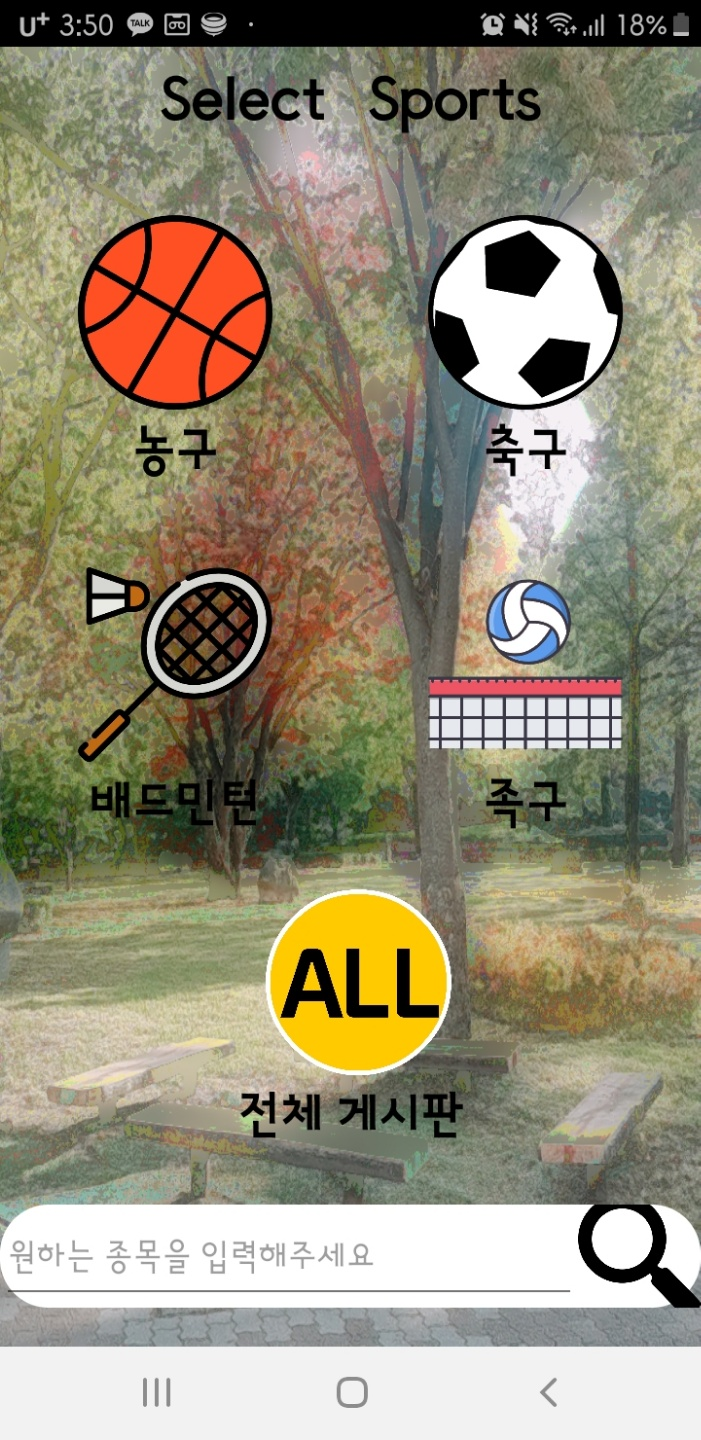 U+ 3:50 TALK 18%
Select Sports
농구 축구
배드민턴 족구
ALL
전체 게시판
원하는 종목을 입력해주세요